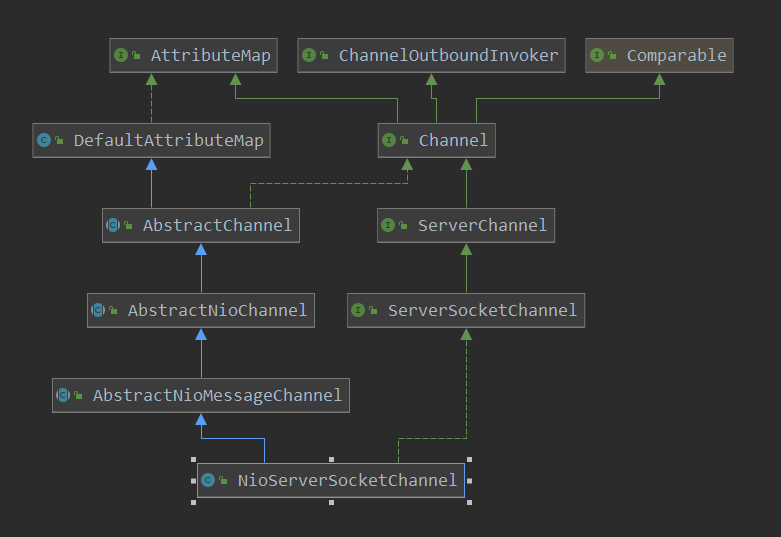 AttributeMap
ChannelOutboundInvoker
Comparable
DefaultAttributeMap
Channel
AbstractChannel
ServerChannel
AbstractNioChannel
ServerSocketChannel
AbstractNioMessageChannel
NioServerSocketChannel